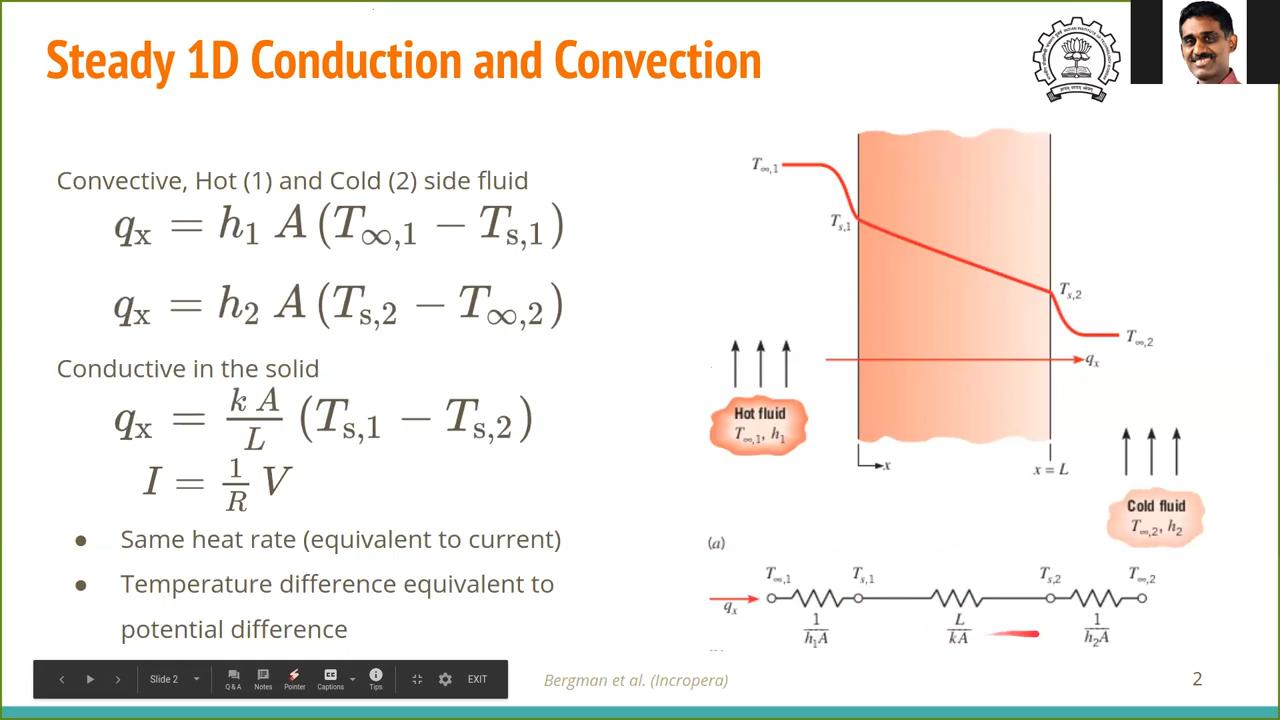 Steady 1D Conduction and Convection
Convective, Hot (1) and Cold (2) side fluid
qx = h1 A (T∞,1 − Ts,1)
qx = h2 A (Ts,2 − T∞,2)
Conductive in the solid
qx = k A / L (Ts,1 − Ts,2)
I = 1/R V
● Same heat rate (equivalent to current)
● Temperature difference equivalent to
potential difference
T∞,1
Ts,1
Ts,2
T∞,2
qx
Hot fluid
T∞,1, h1
x
x = L
Cold fluid
T∞,2, h2
(a)
T∞,1 Ts,1 Ts,2 T∞,2
qx
1/h1A L/kA 1/h2A
Slide 2
Q & A Notes Pointer Captions Tips EXIT
Bergman et al. (Incropera)
2